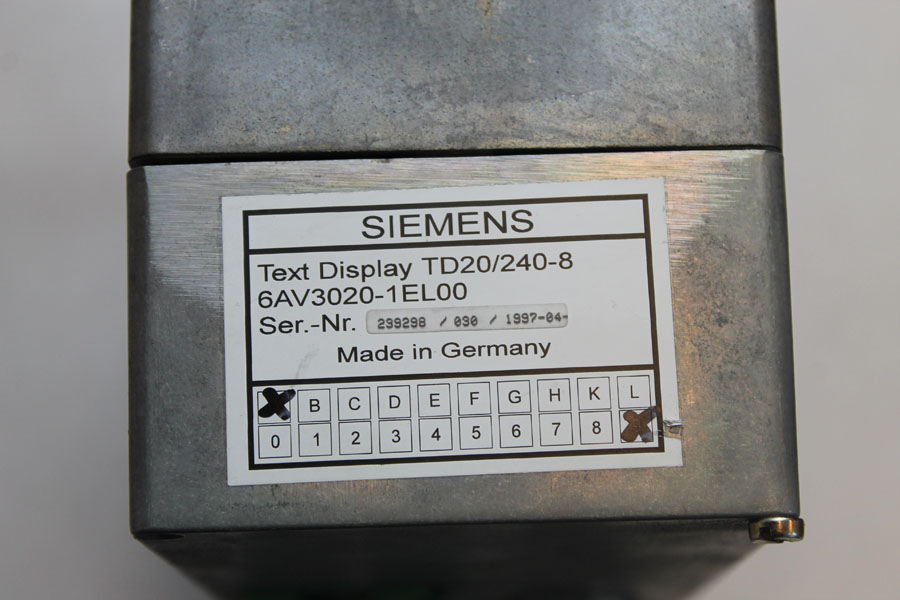 SIEMENS
Text Display TD20/240-8
6AV3020-1EL00
Ser.-Nr. 239298 / 030 / 1997-04-
Made in Germany
B C D E F G H K L
0 1 2 3 4 5 6 7 8